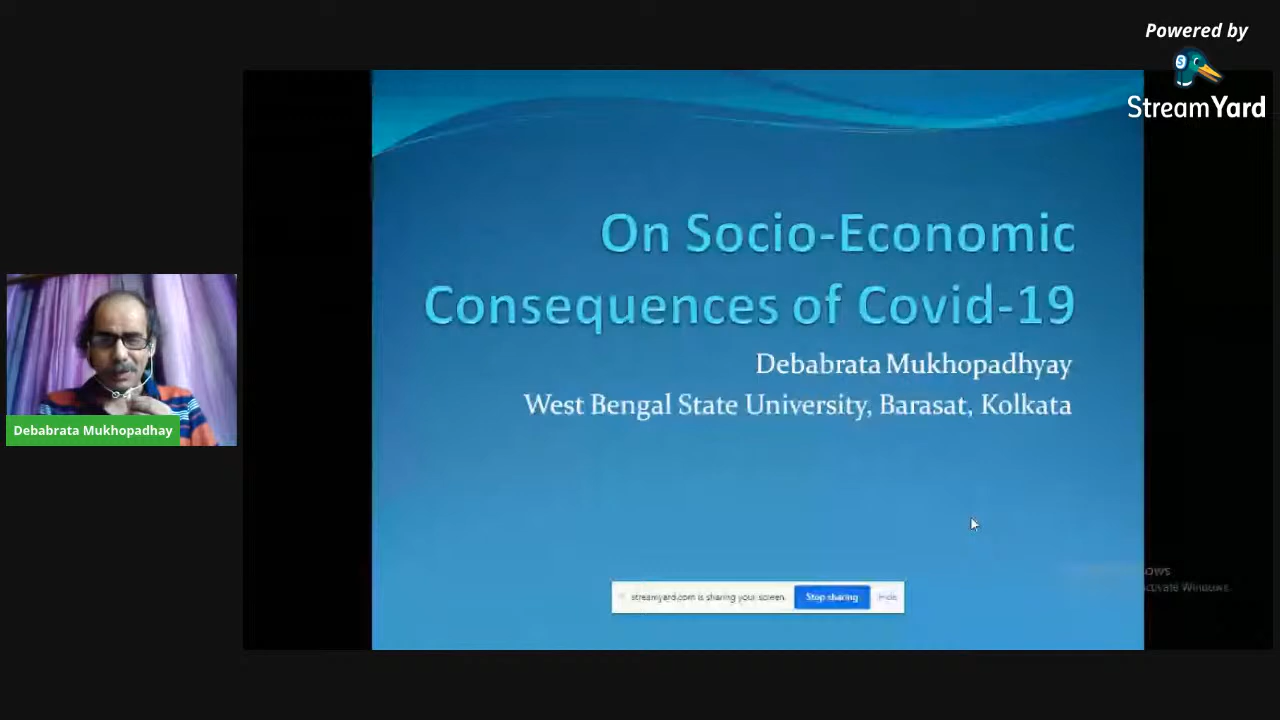 Powered by
StreamYard
On Socio-Economic
Consequences of Covid-19
Debabrata Mukhopadhyay
West Bengal State University, Barasat, Kolkata
Debabrata Mukhopadhay
streamyard.com is sharing your screen.
Stop sharing
Hide